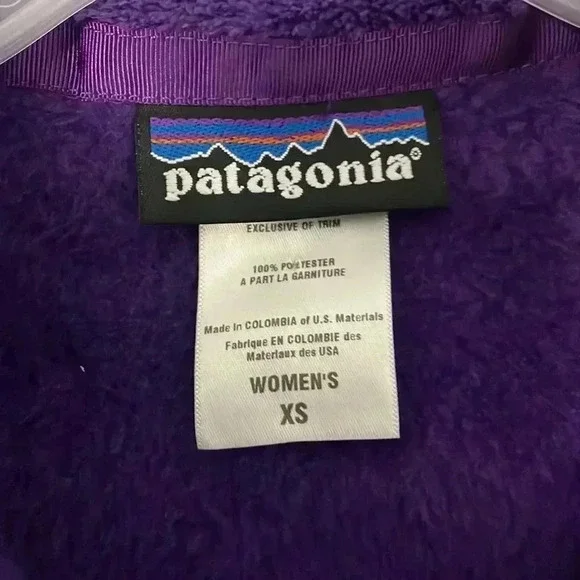 patagonia®
EXCLUSIVE OF TRIM
100% POLYESTER
A PART LA GARNITURE
Made in COLOMBIA of U.S. Materials
Fabrique EN COLOMBIE des
Materiaux des USA
WOMEN'S
XS